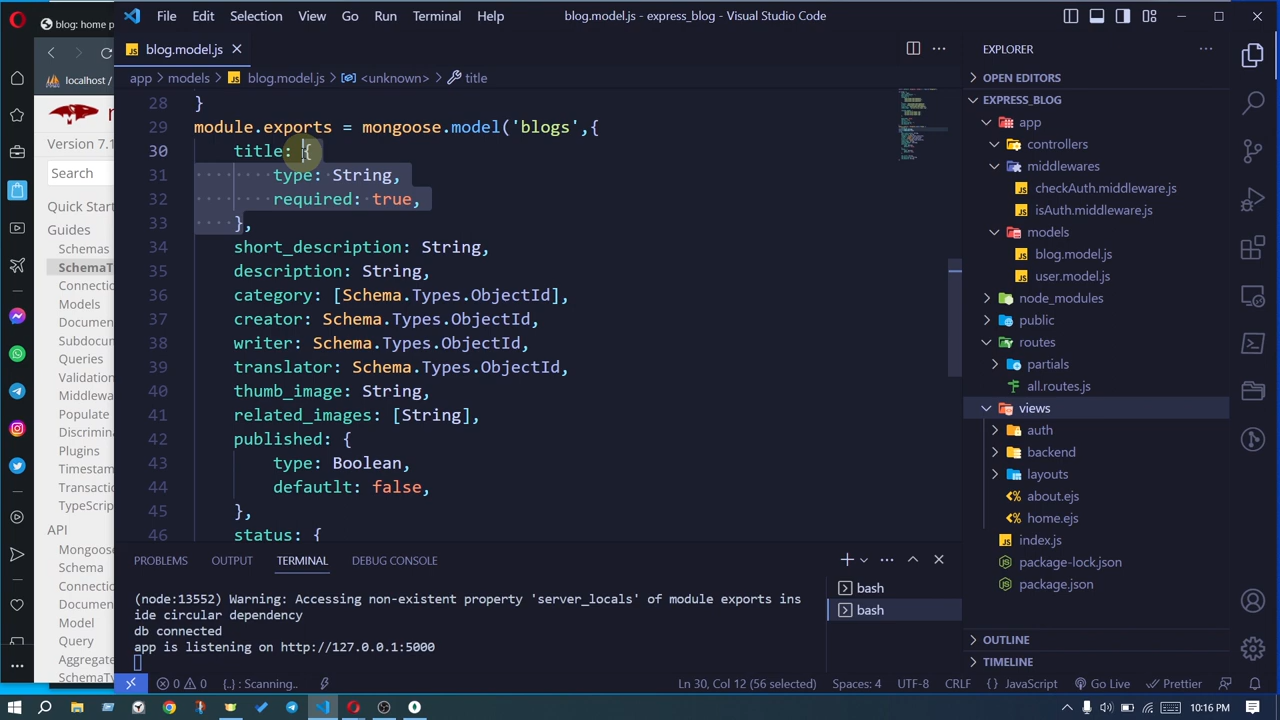 blog: home p
File Edit Selection View Go Run Terminal Help
blog.model.js - express_blog - Visual Studio Code
localhost /
Version 7.1
Search
Quick Start
Guides
Schemas
SchemaT
Connectio
Models
Documen
Subdocum
Queries
Validation
Middlewar
Populate
Discrimin
Plugins
Timestam
Transactio
TypeScrip
API
Mongoose
Schema
Connectio
Documen
Model
Query
Aggregate
SchemaTy
blog.model.js
app > models > blog.model.js > <unknown> > title
28 }
29 module.exports = mongoose.model('blogs',{
30 title: {
31 type: String,
32 required: true,
33 },
34 short_description: String,
35 description: String,
36 category: [Schema.Types.ObjectId],
37 creator: Schema.Types.ObjectId,
38 writer: Schema.Types.ObjectId,
39 translator: Schema.Types.ObjectId,
40 thumb_image: String,
41 related_images: [String],
42 published: {
43 type: Boolean,
44 defautlt: false,
45 },
46 status: {
PROBLEMS OUTPUT TERMINAL DEBUG CONSOLE
(node:13552) Warning: Accessing non-existent property 'server_locals' of module exports ins
ide circular dependency
db connected
app is listening on http://127.0.0.1:5000
bash
bash
EXPLORER
OPEN EDITORS
EXPRESS_BLOG
app
controllers
middlewares
checkAuth.middleware.js
isAuth.middleware.js
models
blog.model.js
user.model.js
node_modules
public
routes
partials
all.routes.js
views
auth
backend
layouts
about.ejs
home.ejs
index.js
package-lock.json
package.json
OUTLINE
TIMELINE
0 0 {..} : Scanning.. Ln 30, Col 12 (56 selected) Spaces: 4 UTF-8 CRLF {} JavaScript Go Live Prettier
10:16 PM